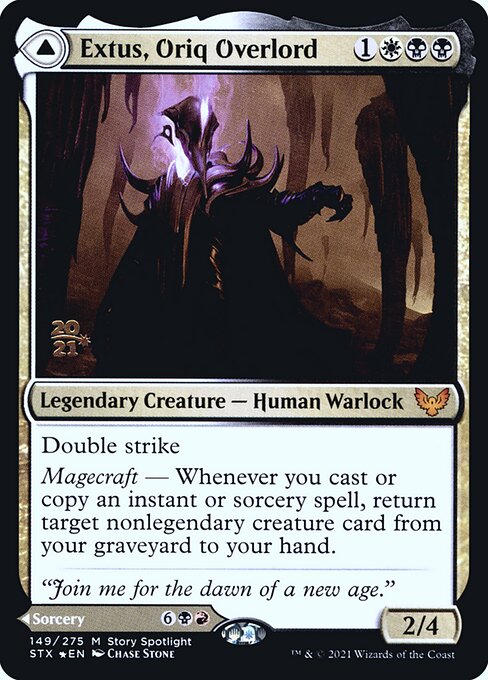 Extus, Oriq Overlord 1
20
21
Legendary Creature — Human Warlock
Double strike
Magecraft — Whenever you cast or
copy an instant or sorcery spell, return
target nonlegendary creature card from
your graveyard to your hand.
“Join me for the dawn of a new age.”
Sorcery 6
2/4
149/275 M Story Spotlight
STX ★ EN Chase Stone
™ & © 2021 Wizards of the Coast